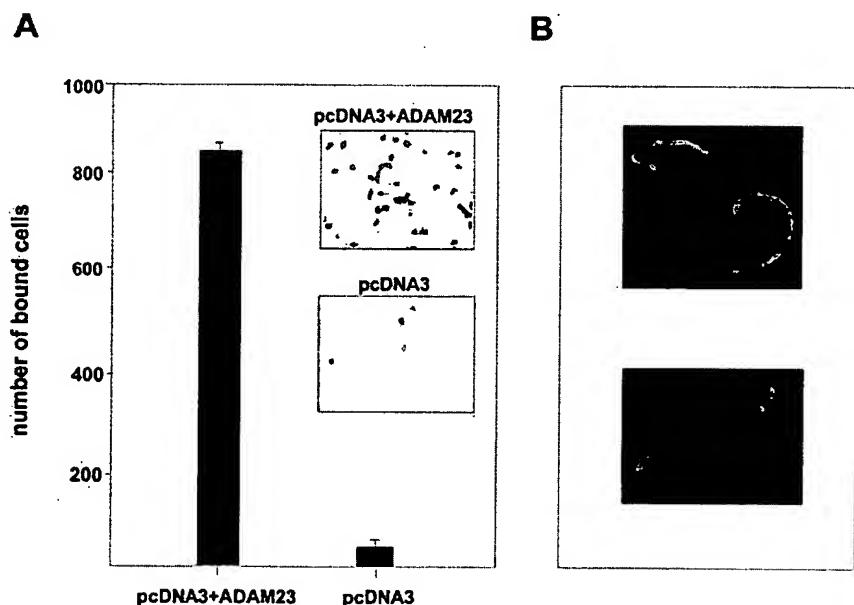 A
B
number of bound cells
1000
800
600
400
200
pcDNA3+ADAM23
pcDNA3
pcDNA3+ADAM23
pcDNA3